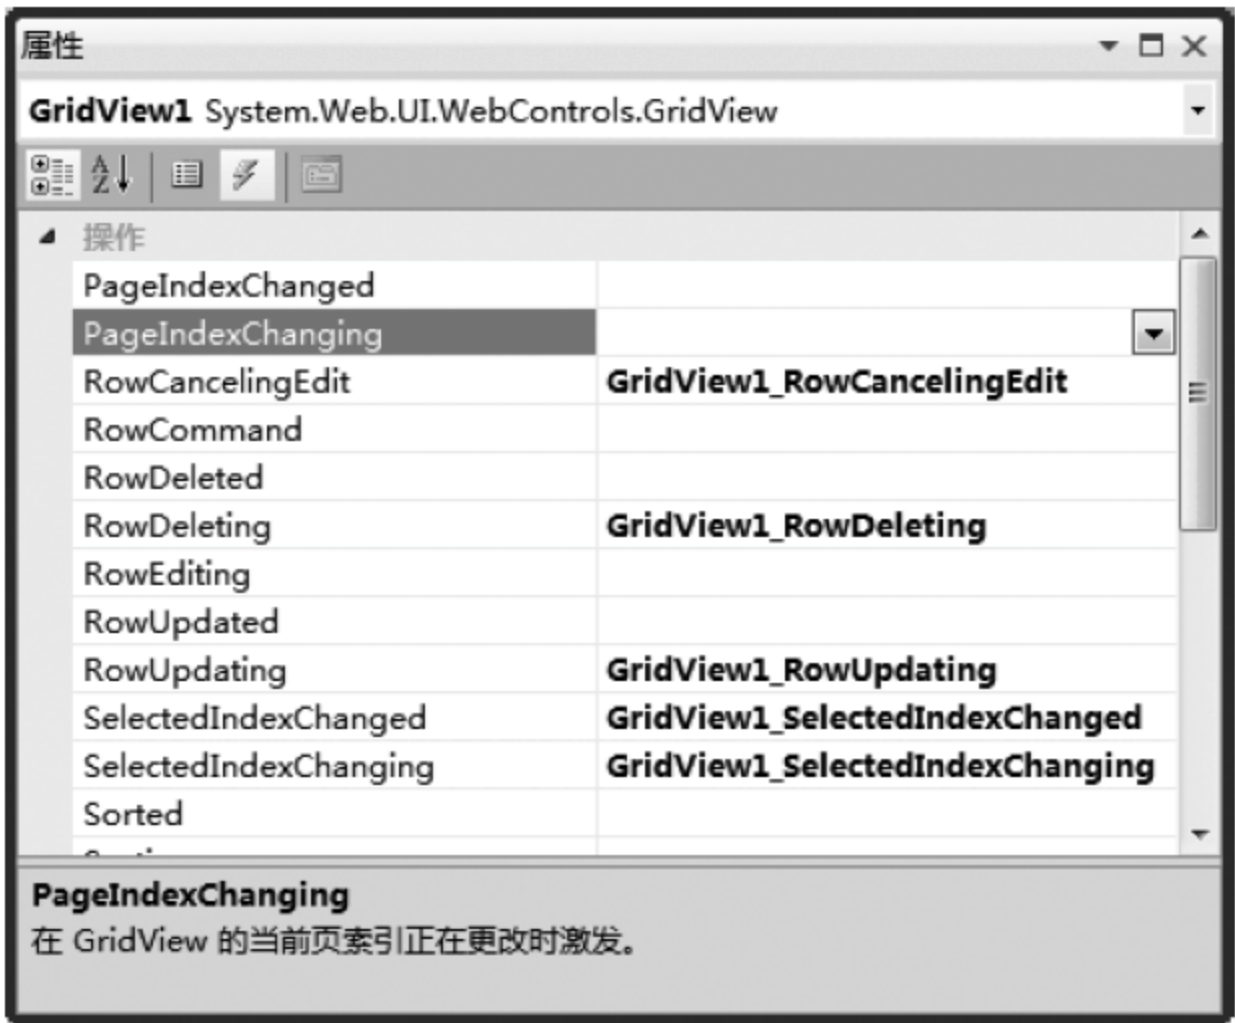 属性
GridView1 System.Web.UI.WebControls.GridView
操作
PageIndexChanged
PageIndexChanging
RowCancelingEdit GridView1_RowCancelingEdit
RowCommand
RowDeleted
RowDeleting GridView1_RowDeleting
RowEditing
RowUpdated
RowUpdating GridView1_RowUpdating
SelectedIndexChanged GridView1_SelectedIndexChanged
SelectedIndexChanging GridView1_SelectedIndexChanging
Sorted
PageIndexChanging
在 GridView 的当前页索引正在更改时激发。